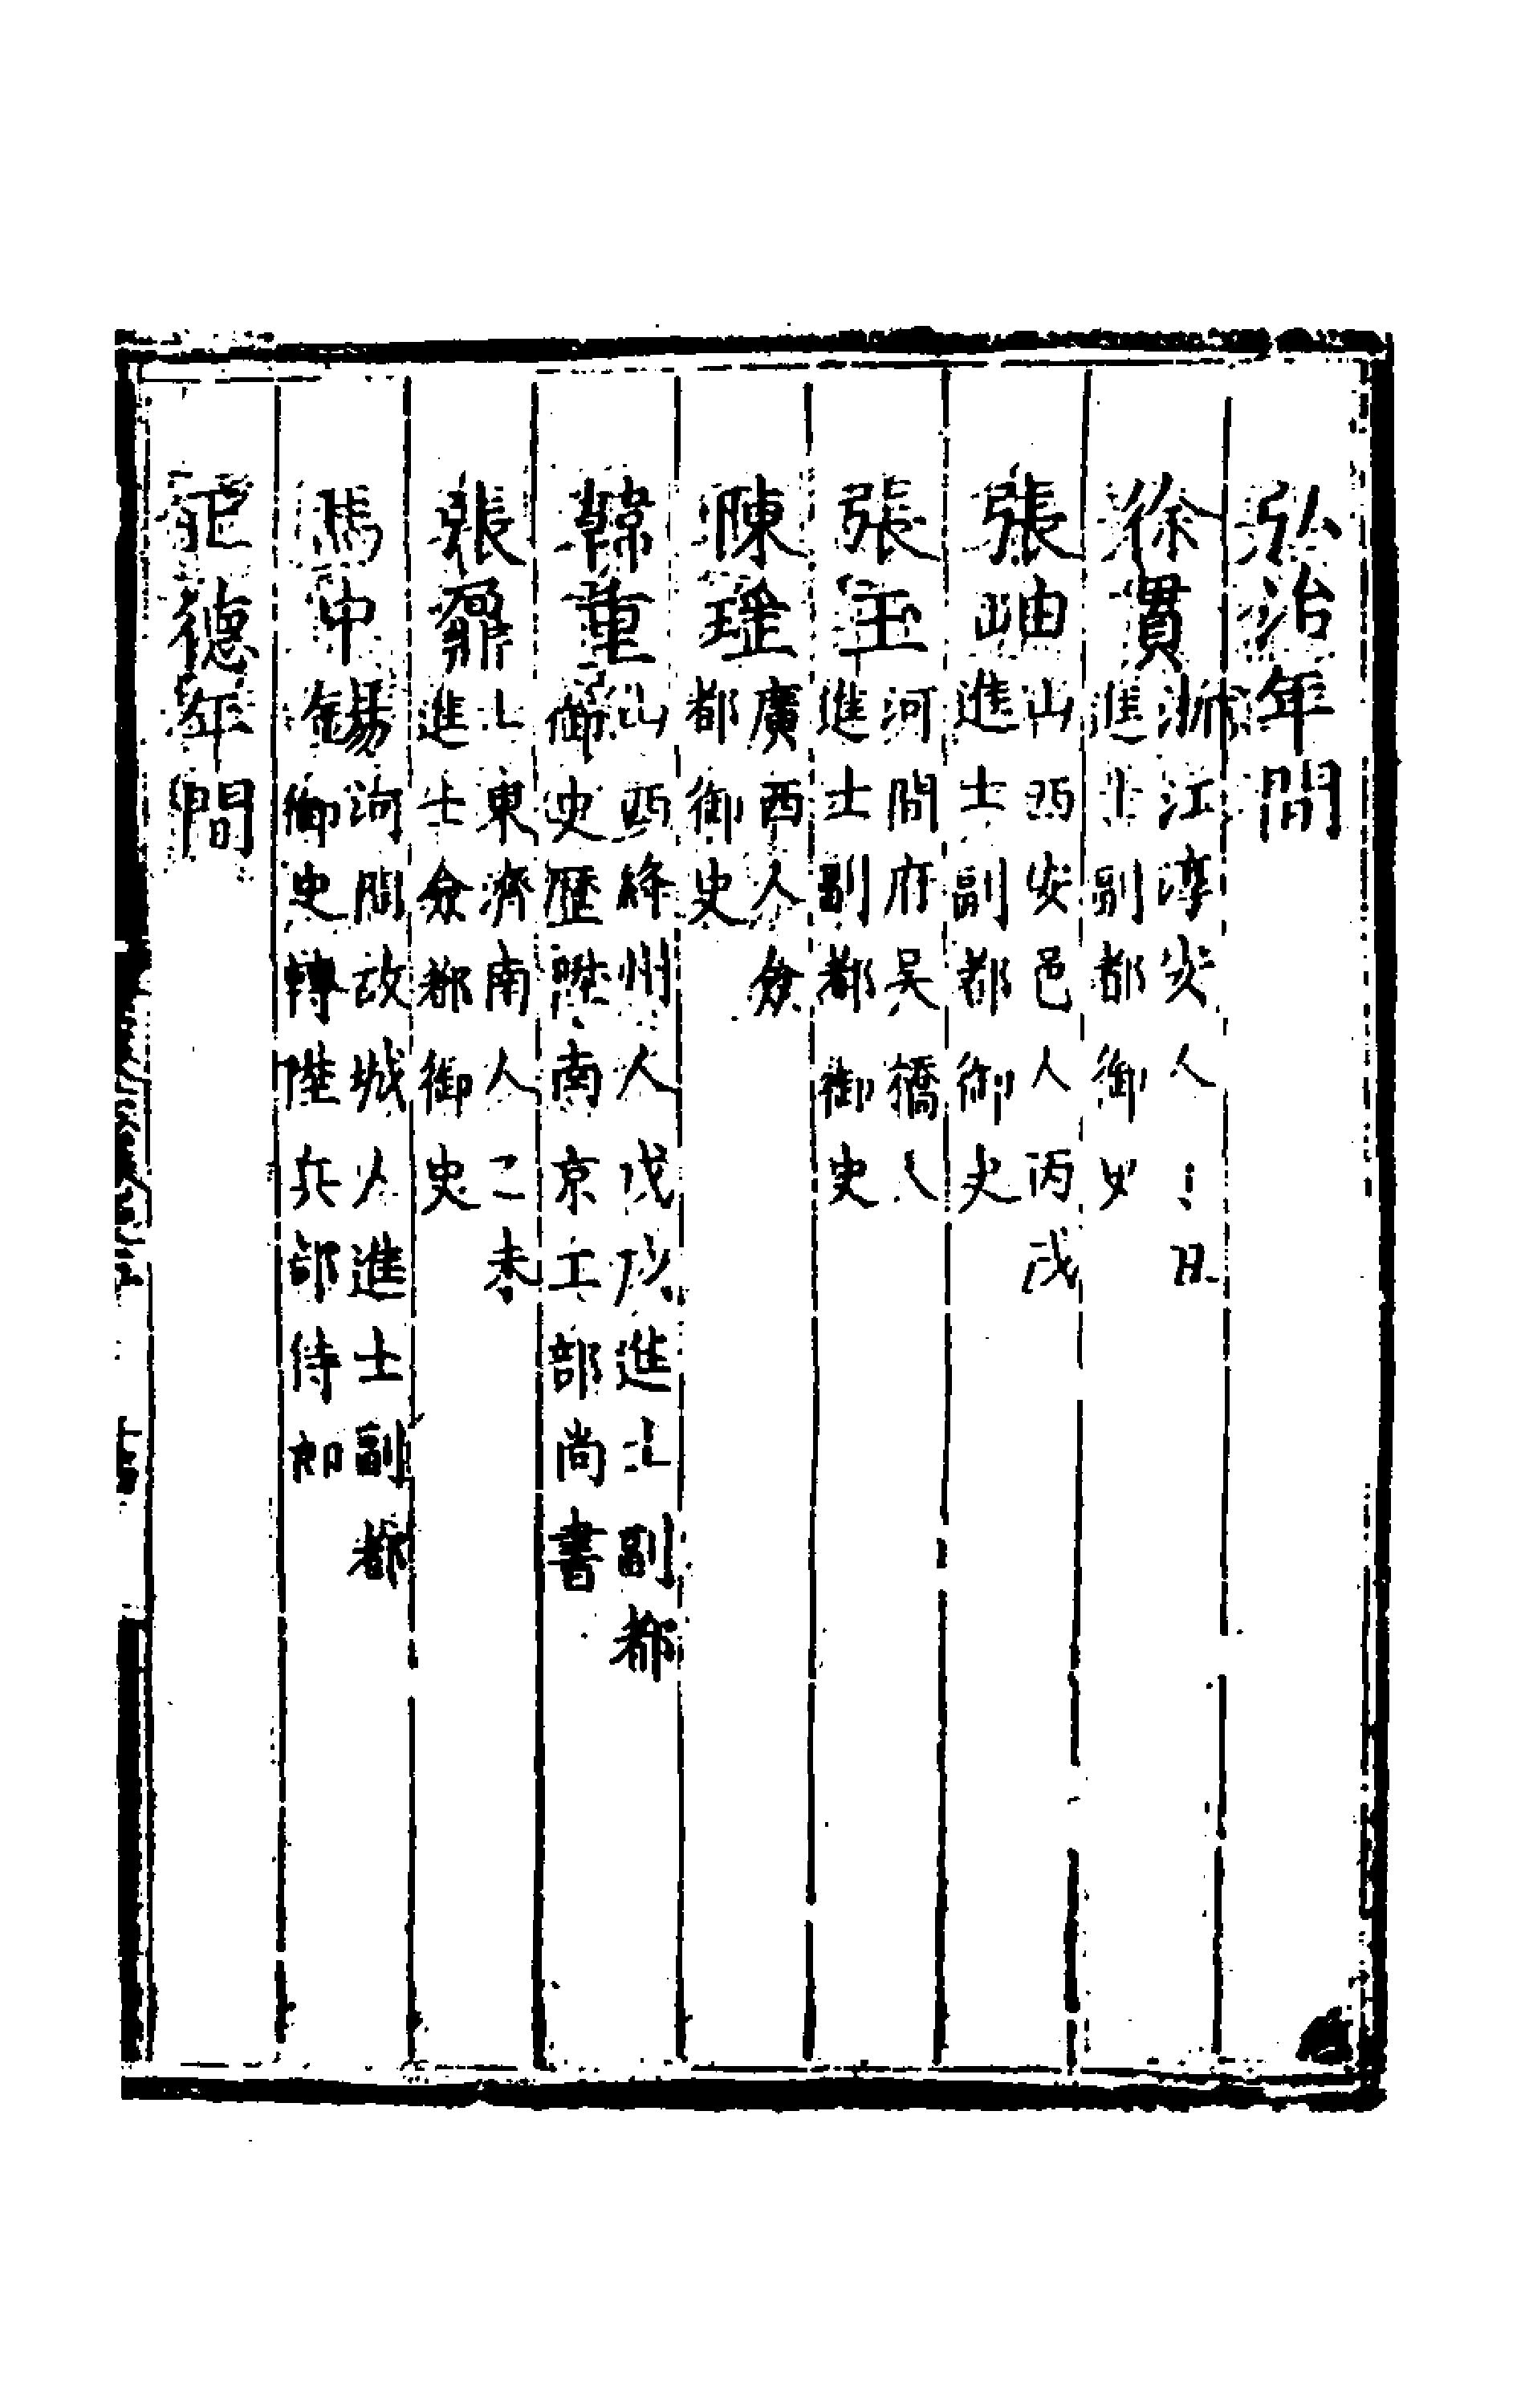 弘治年間
徐貫浙江淳安人
日
進士副都御史
張岫山西安邑人丙戌
進士副都御史
張玉河間府吴橋人
進士副都御史
陳瑶廣西人僉
都御史
韓重山西絳州人戊戌進士副都
御史歷陞南京工部尚書
張鼐山東濟南人乙未
進士僉都御史
馬中錫河間故城人進士副都
御史轉陞兵部侍郎
正德年間